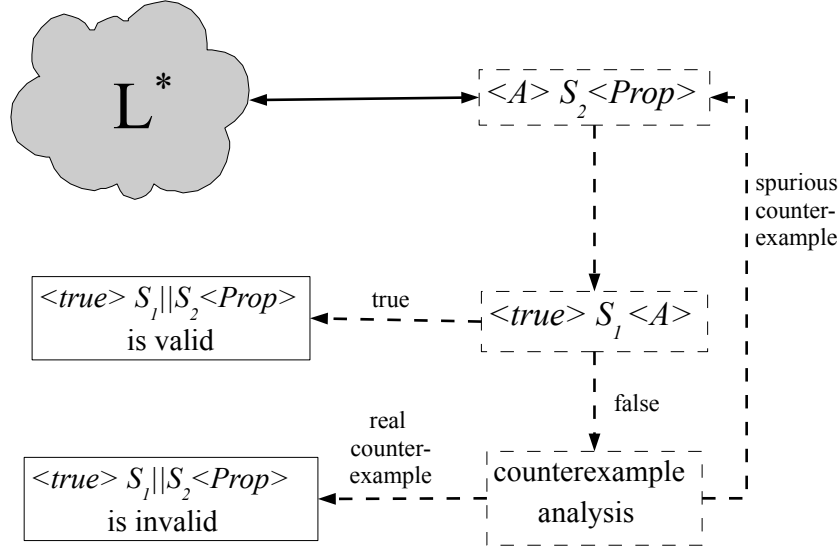 L*
<A> S₂<Prop>
spurious
counter-
example
<true> S₁||S₂<Prop>
is valid
true
<true> S₁ <A>
false
real
counter-
example
<true> S₁||S₂<Prop>
is invalid
counterexample
analysis